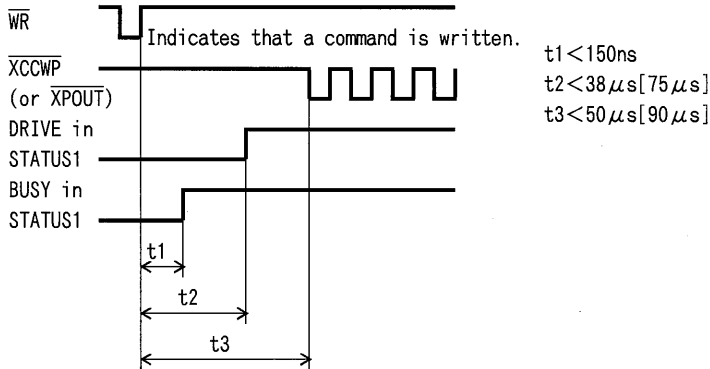 WR
Indicates that a command is written.
t1<150ns
XCCWP
t2<38μs[75μs]
(or XPOUT)
t3<50μs[90μs]
DRIVE in
STATUS1
BUSY in
STATUS1
t1
t2
t3